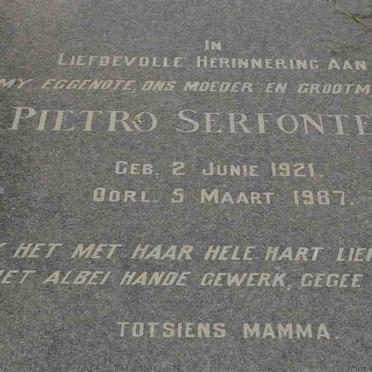 IN
LIEFDEVOLLE HERINNERING AAN
MY EGGENOTE, ONS MOEDER EN GROOTM
PIETRO SERFONTE
GEB. 2 JUNIE 1921.
OORL. 5 MAART 1987.
HET MET HAAR HELE HART LIE
ET ALBEI HANDE GEWERK, GEGEE
TOTSIENS MAMMA.